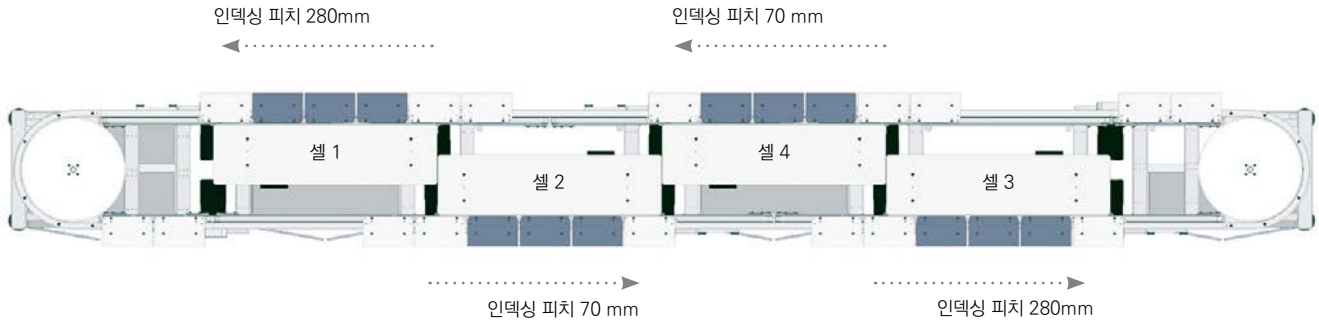 인덱싱 피치 280mm
인덱싱 피치 70 mm
셀 1
셀 4
셀 2
셀 3
인덱싱 피치 70 mm
인덱싱 피치 280mm